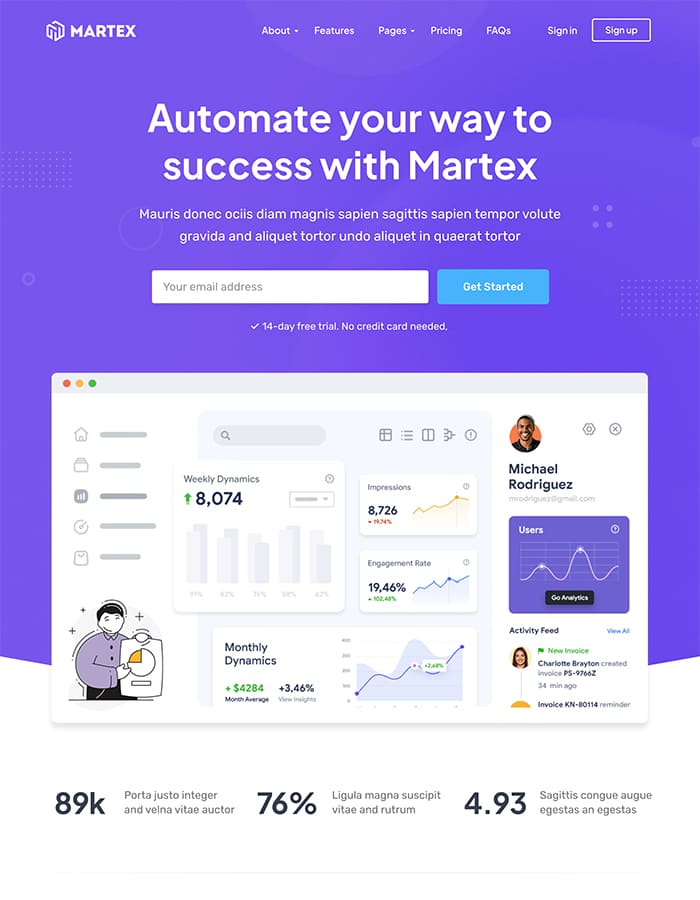 MARTEX
About
Features
Pages
Pricing
FAQs
Sign in
Sign up
Automate your way to
success with Martex
Mauris donec ociis diam magnis sapien sagittis sapien tempor volute
gravida and aliquet tortor undo aliquet in quaerat tortor
Your email address
Get Started
14-day free trial. No credit card needed,
Weekly Dynamics
8,074
91%
83%
76%
88%
62%
Impressions
8,726
19,74%
Engagement Rate
19,46%
102,48%
Monthly
Dynamics
+ $4284
Month Average
+3,46%
View Insights
400
300
200
100
0
+2,68%
Michael
Rodriguez
mrodriguez@gmail.com
Users
Go Analytics
Activity Feed
View All
New Invoice
Charlotte Brayton created
invoice PS-9766Z
34 min ago
Invoice KN-80114 reminder
89k
Porta justo integer
and velna vitae auctor
76%
Ligula magna suscipit
vitae and rutrum
4.93
Sagittis congue augue
egestas an egestas